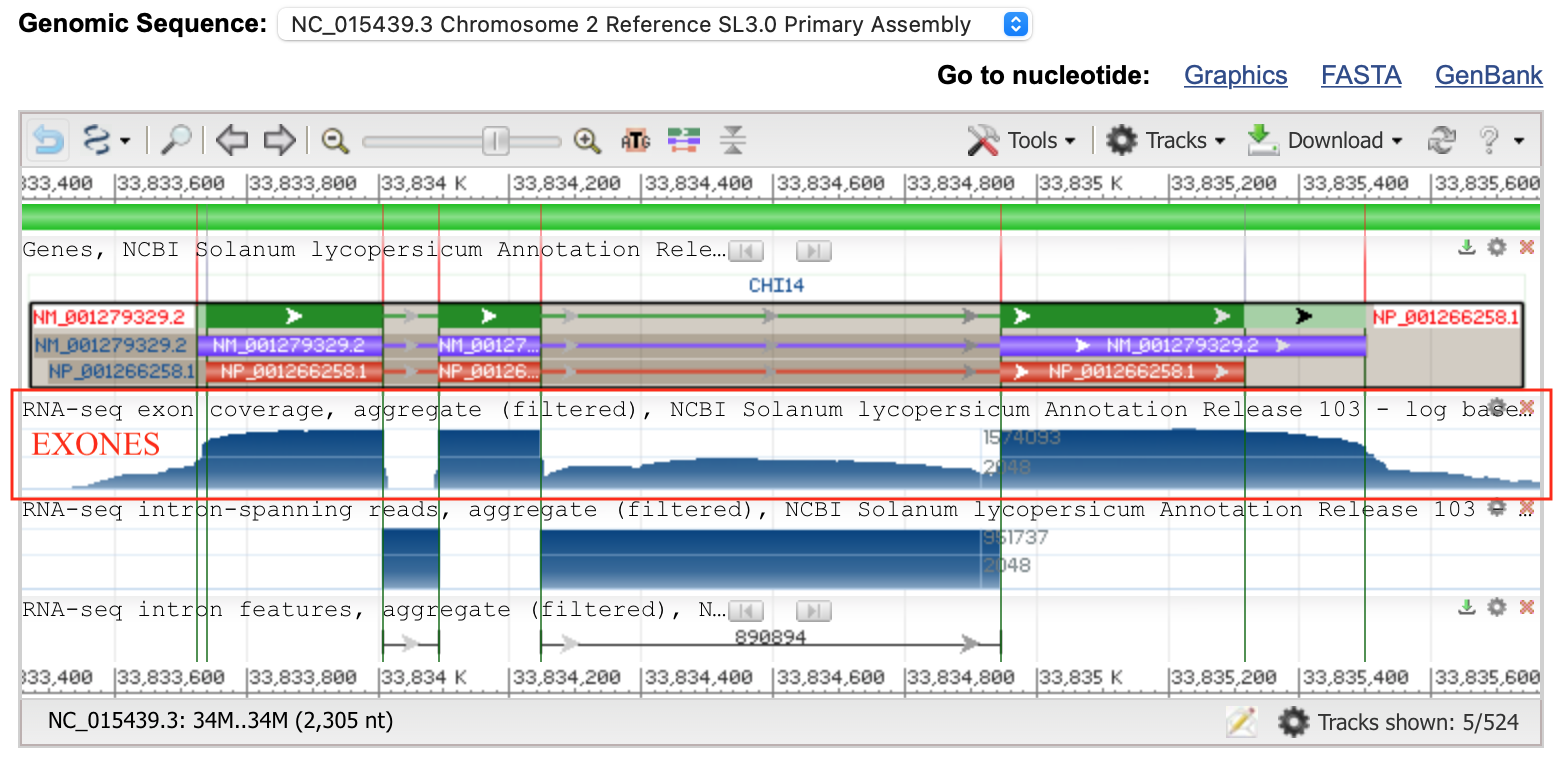 Genomic Sequence: NC_015439.3 Chromosome 2 Reference SL3.0 Primary Assembly
Go to nucleotide: Graphics FASTA GenBank
ATG Tools Tracks Download ?
333,400 33,833,600 33,833,800 33,834 K 33,834,200 33,834,400 33,834,600 33,834,800 33,835 K 33,835,200 33,835,400 33,835,600
Genes, NCBI Solanum lycopersicum Annotation Rele…
CHI14
NM_001279329.2 NP_001266258.1
NM_001279329.2 NM_001279329.2 NM_00127… NM_001279329.2
NP_001266258.1 NP_001266258.1 NP_00126… NP_001266258.1
RNA-seq exon coverage, aggregate (filtered), NCBI Solanum lycopersicum Annotation Release 103 - log base…
EXONES 1574093
2048
RNA-seq intron-spanning reads, aggregate (filtered), NCBI Solanum lycopersicum Annotation Release 103 - …
951737
2048
RNA-seq intron features, aggregate (filtered), N…
890894
333,400 33,833,600 33,833,800 33,834 K 33,834,200 33,834,400 33,834,600 33,834,800 33,835 K 33,835,200 33,835,400 33,835,600
NC_015439.3: 34M..34M (2,305 nt) Tracks shown: 5/524